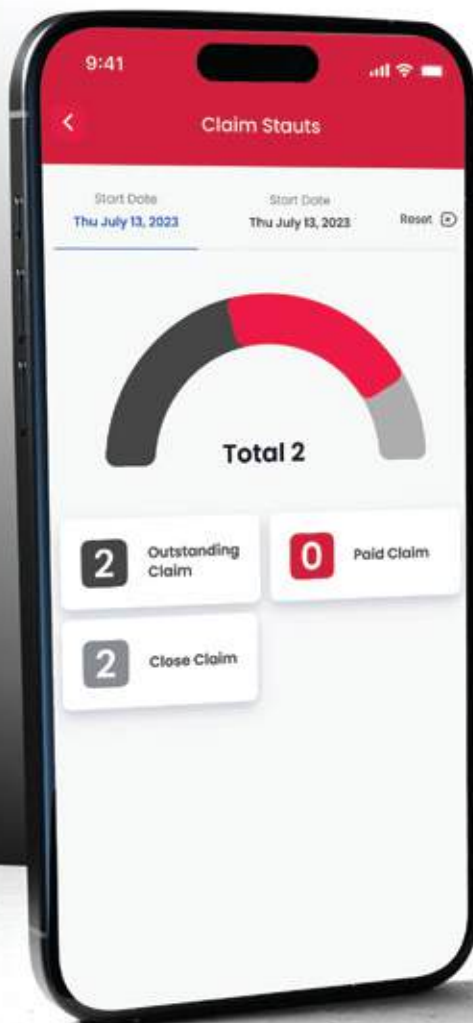 9:41
Claim Stauts
Start Date
Thu July 13, 2023
Start Date
Thu July 13, 2023
Reset
Total 2
2 Outstanding
Claim
0 Paid Claim
2 Close Claim